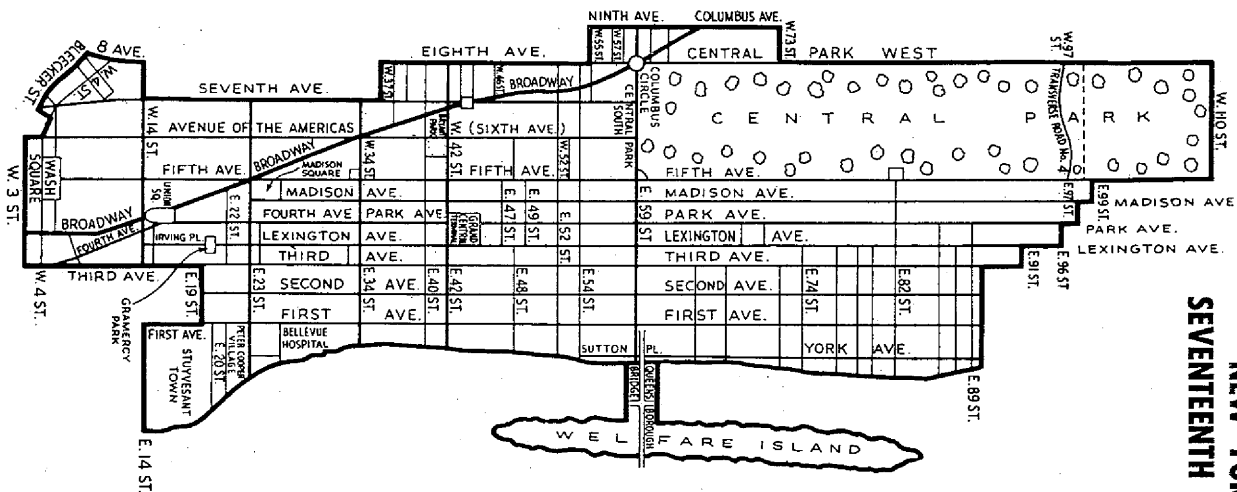 NINTH AVE.
COLUMBUS AVE.
W. 55 ST.
W. 57 ST.
W. 73 ST.
8 AVE.
EIGHTH AVE.
CENTRAL PARK WEST
W. 97 ST.
BLEECKER ST.
W. 4 ST.
SEVENTH AVE.
W. 37 ST.
W. 46 ST.
BROADWAY
COLUMBUS CIRCLE
TRANSVERSE ROAD No. 4
W. 110 ST.
W. 14 ST.
AVENUE OF THE AMERICAS
W. (SIXTH AVE.)
CENTRAL PARK SOUTH
CENTRAL PARK
W. 3 ST.
WASH SQUARE
FIFTH AVE.
BROADWAY
MADISON SQUARE
W. 34 ST.
42 ST.
FIFTH AVE.
W. 52 ST.
FIFTH AVE.
UNION SQ.
MADISON AVE.
MADISON AVE.
E. 97 ST.
E. 99 ST.
MADISON AVE
BROADWAY
E. 22 ST.
FOURTH AVE
PARK AVE.
GRAND CENTRAL TERMINAL
E. 47 ST.
E. 49 ST.
E. 52 ST.
E. 59 ST.
PARK AVE.
PARK AVE.
FOURTH AVE.
IRVING PL.
LEXINGTON AVE.
LEXINGTON AVE.
LEXINGTON AVE.
THIRD AVE.
THIRD AVE.
THIRD AVE.
E. 91 ST.
E. 96 ST
W. 4 ST.
GRAMERCY PARK
E. 19 ST.
E. 23 ST.
SECOND AVE.
E. 34 ST.
E. 40 ST.
E. 42 ST.
E. 48 ST.
E. 54 ST.
SECOND AVE.
E. 74 ST.
E. 82 ST.
FIRST AVE.
FIRST AVE.
FIRST AVE.
STUYVESANT TOWN
E. 20 ST.
PETER COOPER VILLAGE
BELLEVUE HOSPITAL
SUTTON PL.
YORK AVE.
E. 89 ST.
E. 14 ST.
QUEENSBOROUGH BRIDGE
WELFARE ISLAND
SEVENTEENTH